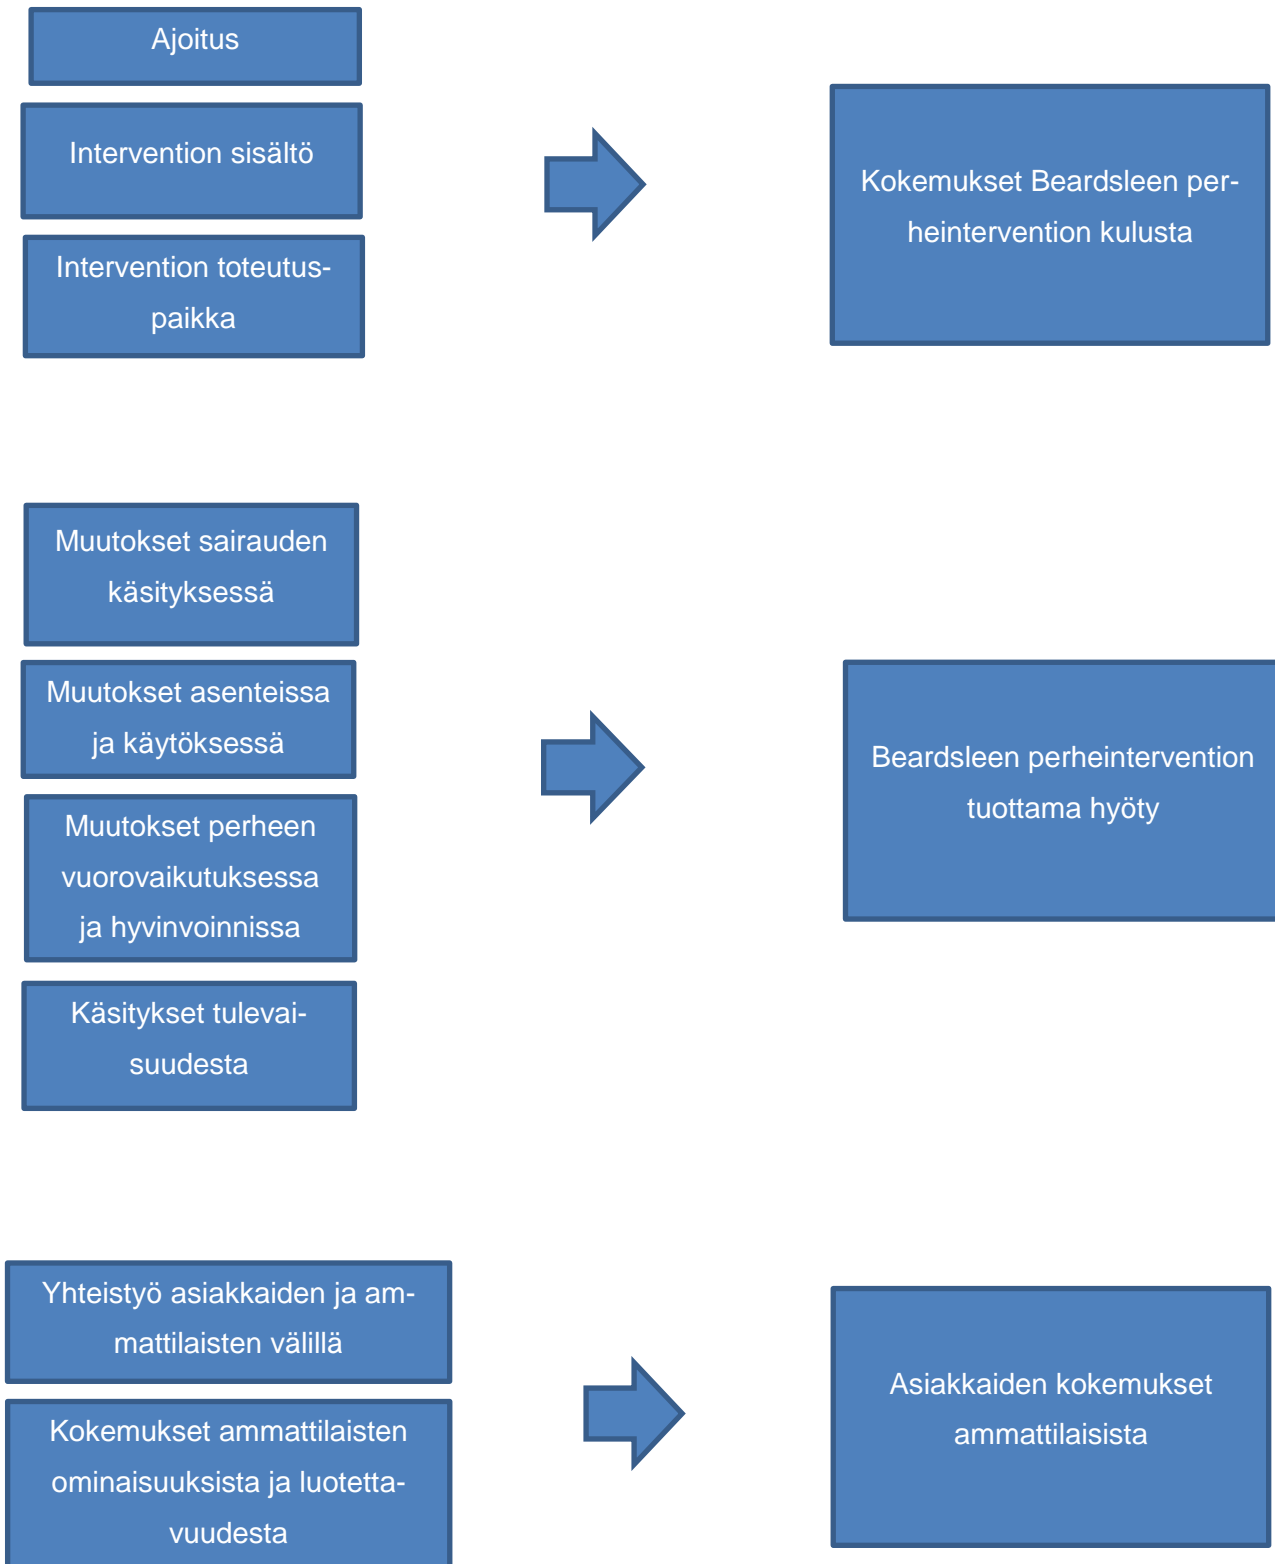 Ajoitus
Intervention sisältö
Intervention toteutus-
paikka
Kokemukset Beardsleen per-
heintervention kulusta
Muutokset sairauden
käsityksessä
Muutokset asenteissa
ja käytöksessä
Muutokset perheen
vuorovaikutuksessa
ja hyvinvoinnissa
Käsitykset tulevai-
suudesta
Beardsleen perheintervention
tuottama hyöty
Yhteistyö asiakkaiden ja am-
mattilaisten välillä
Kokemukset ammattilaisten
ominaisuuksista ja luotetta-
vuudesta
Asiakkaiden kokemukset
ammattilaisista